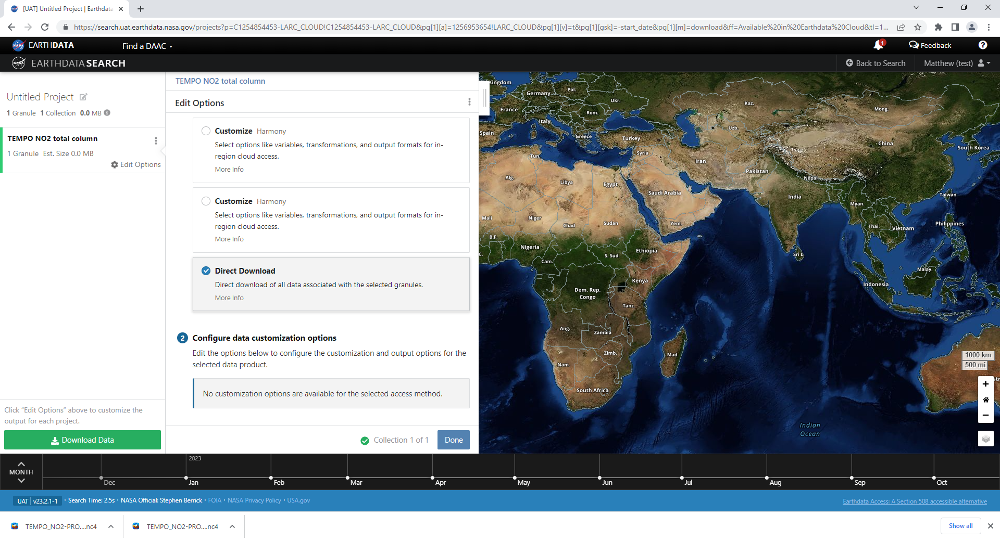 [UAT] Untitled Project | Earthdata
https://search.uat.earthdata.nasa.gov/projects?p=C1254854453-LARC_CLOUD!C1254854453-LARC_CLOUD&pg[1][a]=1256953654!LARC_CLOUD&pg[1][v]=t&pg[1][gsk]=-start_date&pg[1][m]=download&ff=Available%20in%20Earthdata%20Cloud&tl=1...
EARTHDATA
Find a DAAC
1
Feedback
?
EARTHDATA SEARCH
Back to Search
Matthew (test)
Untitled Project
1 Granule 1 Collection 0.0 MB
TEMPO NO2 total column
1 Granule Est. Size 0.0 MB
Edit Options
Click “Edit Options” above to customize the
output for each project.
Download Data
TEMPO NO2 total column
Edit Options
Customize Harmony
Select options like variables, transformations, and output formats for in-
region cloud access.
More Info
Customize Harmony
Select options like variables, transformations, and output formats for in-
region cloud access.
More Info
Direct Download
Direct download of all data associated with the selected granules.
More Info
2 Configure data customization options
Edit the options below to configure the customization and output options for the
selected data product.
No customization options are available for the selected access method.
Collection 1 of 1
Done
Kingdom
Germany
Pol.
Ukr.
Kaz.
Mong.
France
Rom.
Italy
Uzb.
Spain
Greece
Turkey
China
South Korea
Tun.
Syria
Iran
Pakistan
Nepal
Alg.
Libya
Egypt
Saudi Arabia
India
Taiwan
Myan.
Mali
Niger
Chad
Sudan
Yem.
Thai.
Vietnam
Philippines
B.F.
Nigeria
Ethiopia
C.
Cam.
S. Sud.
Sri L.
Malay.
Kenya
Indonesia
Dem. Rep.
Congo
Tanz.
Ang.
Zambia
Zimb.
Mad.
Nam.
South Africa
Indian
Ocean
1000 km
500 mi
str
MONTH
2023
Dec
Jan
Feb
Mar
Apr
May
Jun
Jul
Aug
Sep
Oct
UAT v23.2.1-1 · Search Time: 2.5s · NASA Official: Stephen Berrick · FOIA · NASA Privacy Policy · USA.gov
Earthdata Access: A Section 508 accessible alternative
TEMPO_NO2-PRO....nc4
TEMPO_NO2-PRO....nc4
Show all